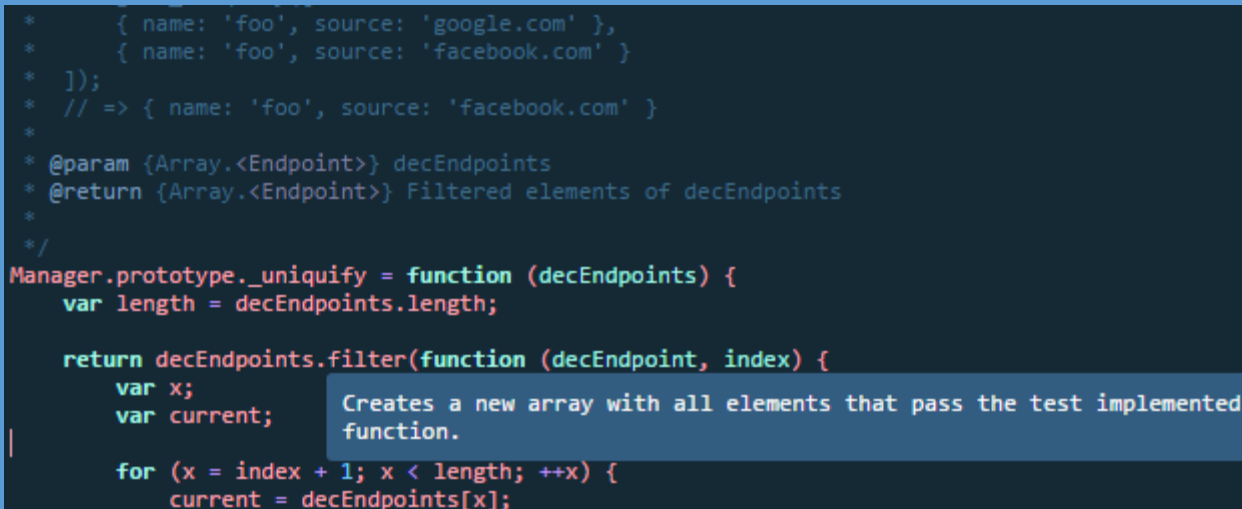 *      { name: 'foo', source: 'google.com' },
*      { name: 'foo', source: 'facebook.com' }
*  ]);
*  // => { name: 'foo', source: 'facebook.com' }
*
* @param {Array.<Endpoint>} decEndpoints
* @return {Array.<Endpoint>} Filtered elements of decEndpoints
*
*/
Manager.prototype._uniquify = function (decEndpoints) {
    var length = decEndpoints.length;
    return decEndpoints.filter(function (decEndpoint, index) {
        var x;
        var current;
Creates a new array with all elements that pass the test implemented
function.
        for (x = index + 1; x < length; ++x) {
            current = decEndpoints[x];